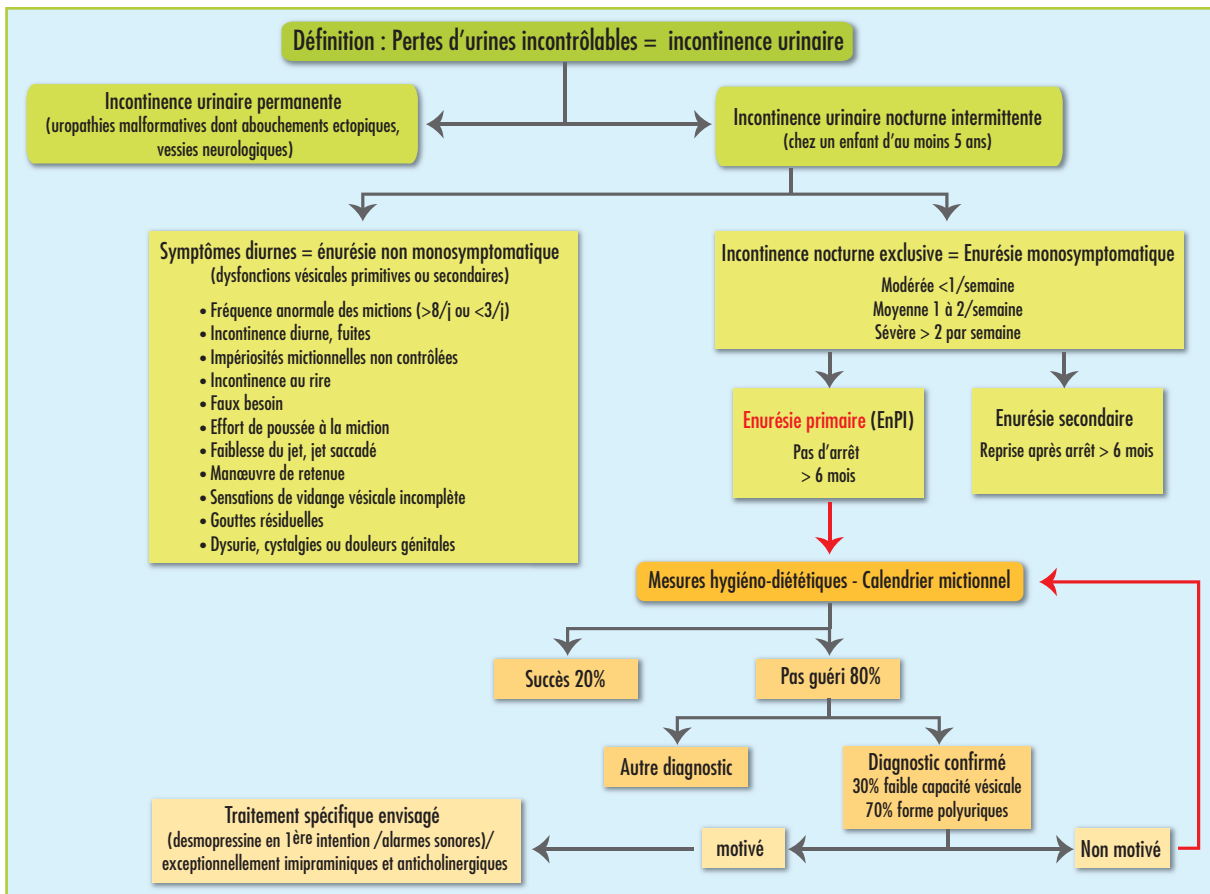 Définition : Pertes d'urines incontrôlables = incontinence urinaire
Incontinence urinaire permanente
(uropathies malformatives dont abouchements ectopiques,
vessies neurologiques)
Incontinence urinaire nocturne intermittente
(chez un enfant d'au moins 5 ans)
Symptômes diurnes = énurésie non monosymptomatique
(dysfonctions vésicales primitives ou secondaires)
• Fréquence anormale des mictions (>8/j ou <3/j)
• Incontinence diurne, fuites
• Impériosités mictionnelles non contrôlées
• Incontinence au rire
• Faux besoin
• Effort de poussée à la miction
• Faiblesse du jet, jet saccadé
• Manœuvre de retenue
• Sensations de vidange vésicale incomplète
• Gouttes résiduelles
• Dysurie, cystalgies ou douleurs génitales
Incontinence nocturne exclusive = Enurésie monosymptomatique
Modérée <1/semaine
Moyenne 1 à 2/semaine
Sévère > 2 par semaine
Enurésie primaire (EnPI)
Pas d'arrêt
> 6 mois
Enurésie secondaire
Reprise après arrêt > 6 mois
Mesures hygiéno-diététiques - Calendrier mictionnel
Succès 20%
Pas guéri 80%
Autre diagnostic
Diagnostic confirmé
30% faible capacité vésicale
70% forme polyuriques
Traitement spécifique envisagé
(desmopressine en 1ère intention /alarmes sonores)/
exceptionnellement imipraminiques et anticholinergiques
motivé
Non motivé